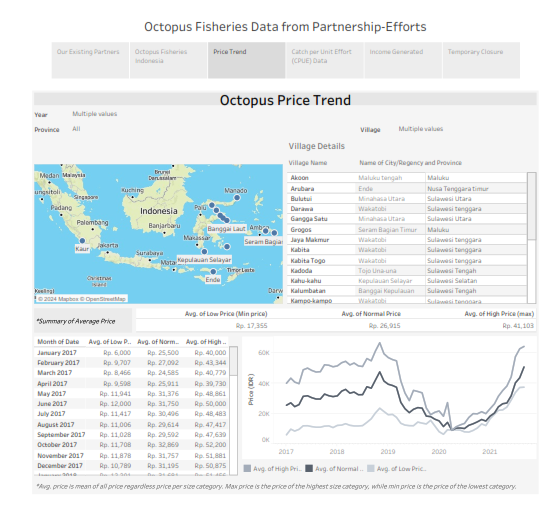 Octopus Fisheries Data from Partnership-Efforts
Our Existing Partners
Octopus Fisheries Indonesia
Price Trend
Catch per Unit Effort (CPUE) Data
Income Generated
Temporary Closure
Octopus Price Trend
Year Multiple values
Province All
Village Multiple values
Village Details
Village Name Name of City/Regency and Province
Akoon Maluku tengah Maluku
Arubara Ende Nusa Tenggara timur
Bulutui Minahasa Utara Sulawesi Utara
Darawa Wakatobi Sulawesi tenggara
Gangga Satu Minahasa Utara Sulawesi Utara
Grogos Seram Bagian Timur Maluku
Jaya Makmur Wakatobi Sulawesi tenggara
Kabita Wakatobi Sulawesi tenggara
Kabita Togo Wakatobi Sulawesi tenggara
Kadoda Tojo Una-una Sulawesi Tengah
Kahu-kahu Kepulauan Selayar Sulawesi Selatan
Kalumbatan Banggai Kepulauan Sulawesi Tengah
Kampo-kampo Wakatobi Sulawesi tenggara
Medan
Malaysia
Brunei Darussalam
ungsitoli
Singapore
Kuching
Manado
Padang
Palu
Indonesia
Palembang
Banjarbaru
Banggai Laut
Amb
Makassar
Seram Bagian
Kaur
Jakarta
Surabaya
Kepulauan Selayar
Mata
Timor-Leste
Christmas Island
Ende
Keeling)
© 2024 Mapbox © OpenStreetMap
*Summary of Average Price
Avg. of Low Price (Min price) Avg. of Normal Price Avg. of High Price (max)
Rp. 17,355 Rp. 26,915 Rp. 41,103
Month of Date Avg. of Low P.. Avg. of Norm.. Avg. of High ..
January 2017 Rp. 6,000 Rp. 25,500 Rp. 40,000
February 2017 Rp. 9,707 Rp. 27,092 Rp. 43,344
March 2017 Rp. 8,466 Rp. 24,585 Rp. 40,779
April 2017 Rp. 9,598 Rp. 25,911 Rp. 39,730
May 2017 Rp. 11,941 Rp. 31,376 Rp. 48,861
June 2017 Rp. 12,000 Rp. 31,750 Rp. 50,000
July 2017 Rp. 11,417 Rp. 30,496 Rp. 48,483
August 2017 Rp. 11,006 Rp. 29,614 Rp. 47,417
September 2017 Rp. 11,028 Rp. 29,592 Rp. 47,639
October 2017 Rp. 11,708 Rp. 32,869 Rp. 52,200
November 2017 Rp. 11,878 Rp. 31,757 Rp. 51,881
December 2017 Rp. 10,789 Rp. 31,195 Rp. 50,875
Price (IDR)
60K
40K
20K
0K
2017 2018 2019 2020 2021
Avg. of High Pri.. Avg. of Normal .. Avg. of Low Pric..
*Avg. price is mean of all price regardless price per size category. Max price is the price of the highest size category, while min price is the price of the lowest category.